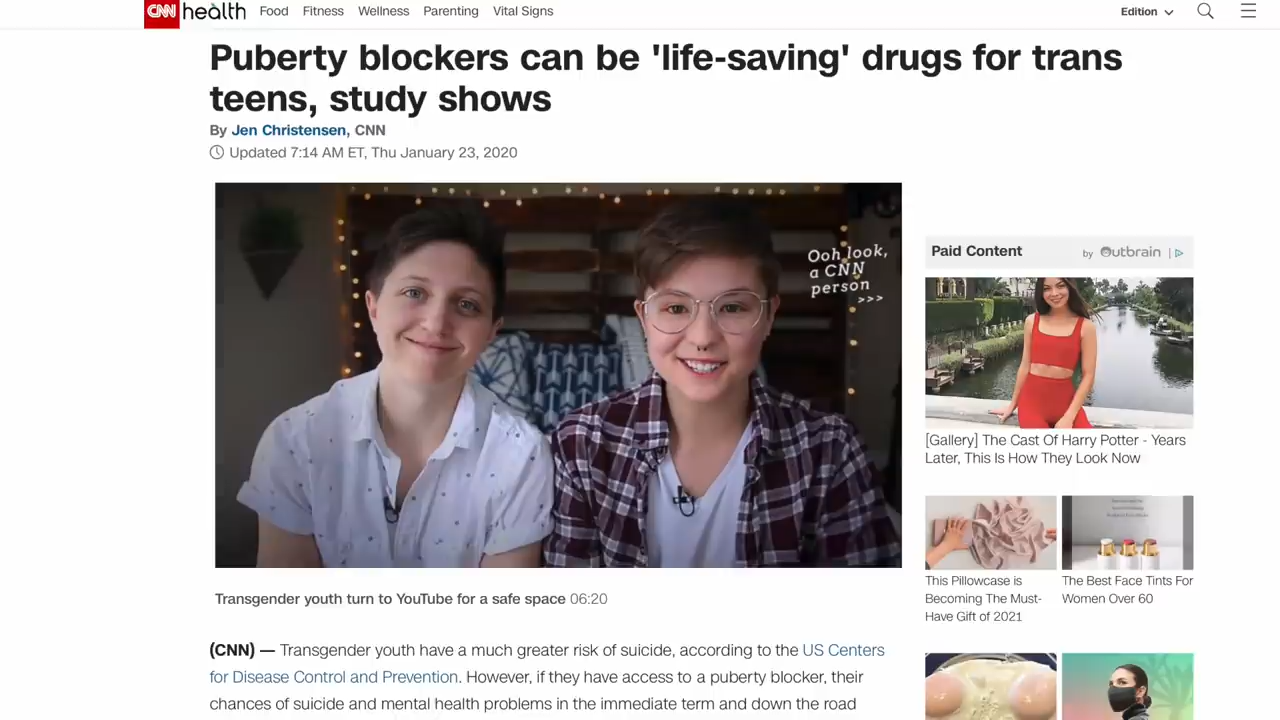 CNN health Food Fitness Wellness Parenting Vital Signs Edition
Puberty blockers can be 'life-saving' drugs for trans
teens, study shows
By Jen Christensen, CNN
Updated 7:14 AM ET, Thu January 23, 2020
Ooh look,
a CNN
person
>>>
Transgender youth turn to YouTube for a safe space 06:20
(CNN) — Transgender youth have a much greater risk of suicide, according to the US Centers
for Disease Control and Prevention. However, if they have access to a puberty blocker, their
chances of suicide and mental health problems in the immediate term and down the road
Paid Content by Outbrain
[Gallery] The Cast Of Harry Potter - Years
Later, This Is How They Look Now
This Pillowcase is
Becoming The Must-
Have Gift of 2021
The Best Face Tints For
Women Over 60